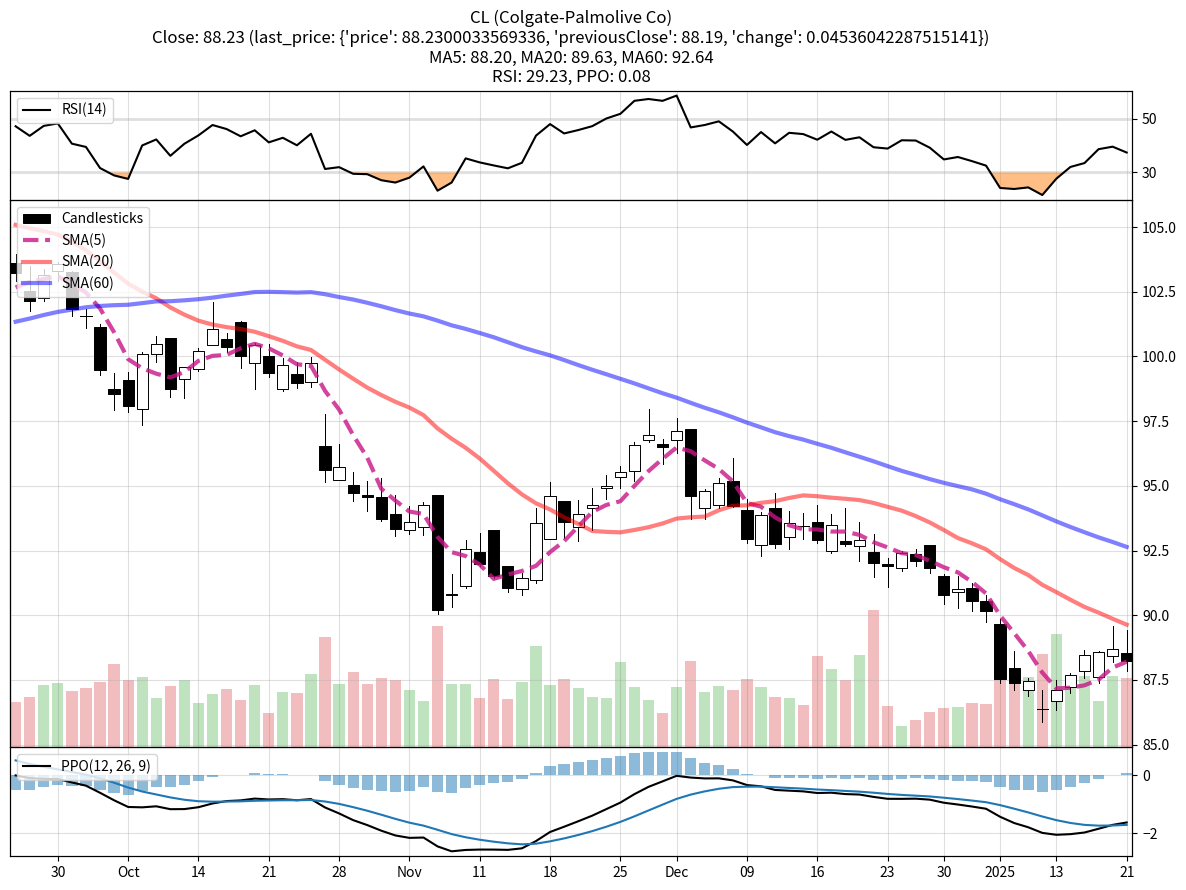 CL (Colgate-Palmolive Co)
Close: 88.23 (last_price: {'price': 88.2300033569336, 'previousClose': 88.19, 'change': 0.04536042287515141})
MA5: 88.20, MA20: 89.63, MA60: 92.64
RSI: 29.23, PPO: 0.08
RSI(14)
50
30
Candlesticks
SMA(5)
SMA(20)
SMA(60)
105.0
102.5
100.0
97.5
95.0
92.5
90.0
87.5
85.0
PPO(12, 26, 9)
0
−2
30 Oct 14 21 28 Nov 11 18 25 Dec 09 16 23 30 2025 13 21